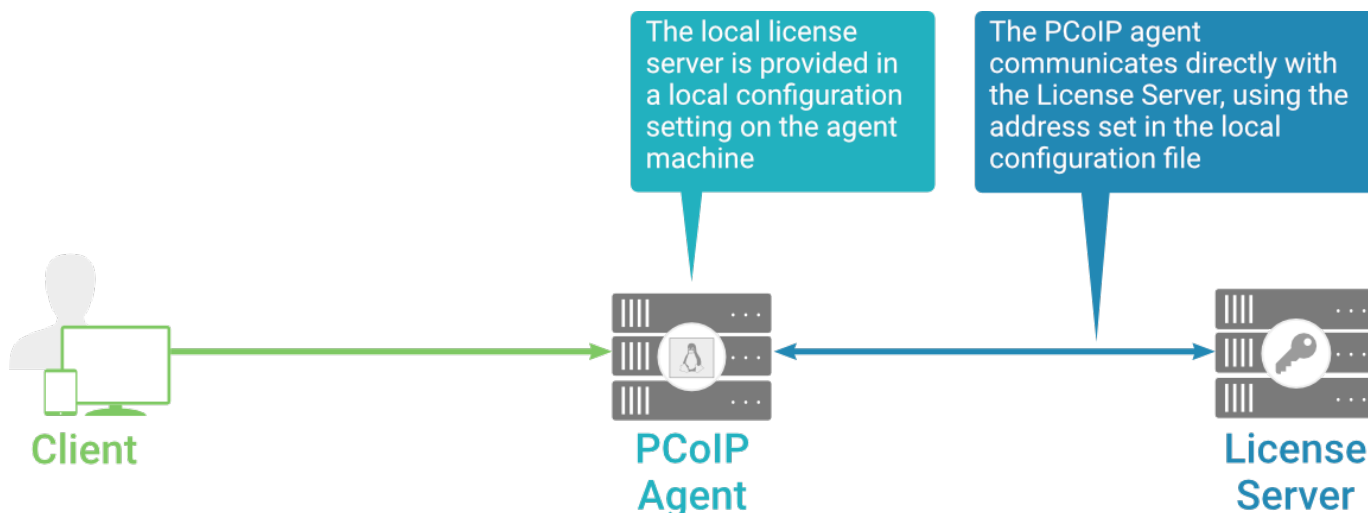 The local license
server is provided in
a local configuration
setting on the agent
machine
The PCoIP agent
communicates directly with
the License Server, using the
address set in the local
configuration file
Client
PCoIP
Agent
License
Server